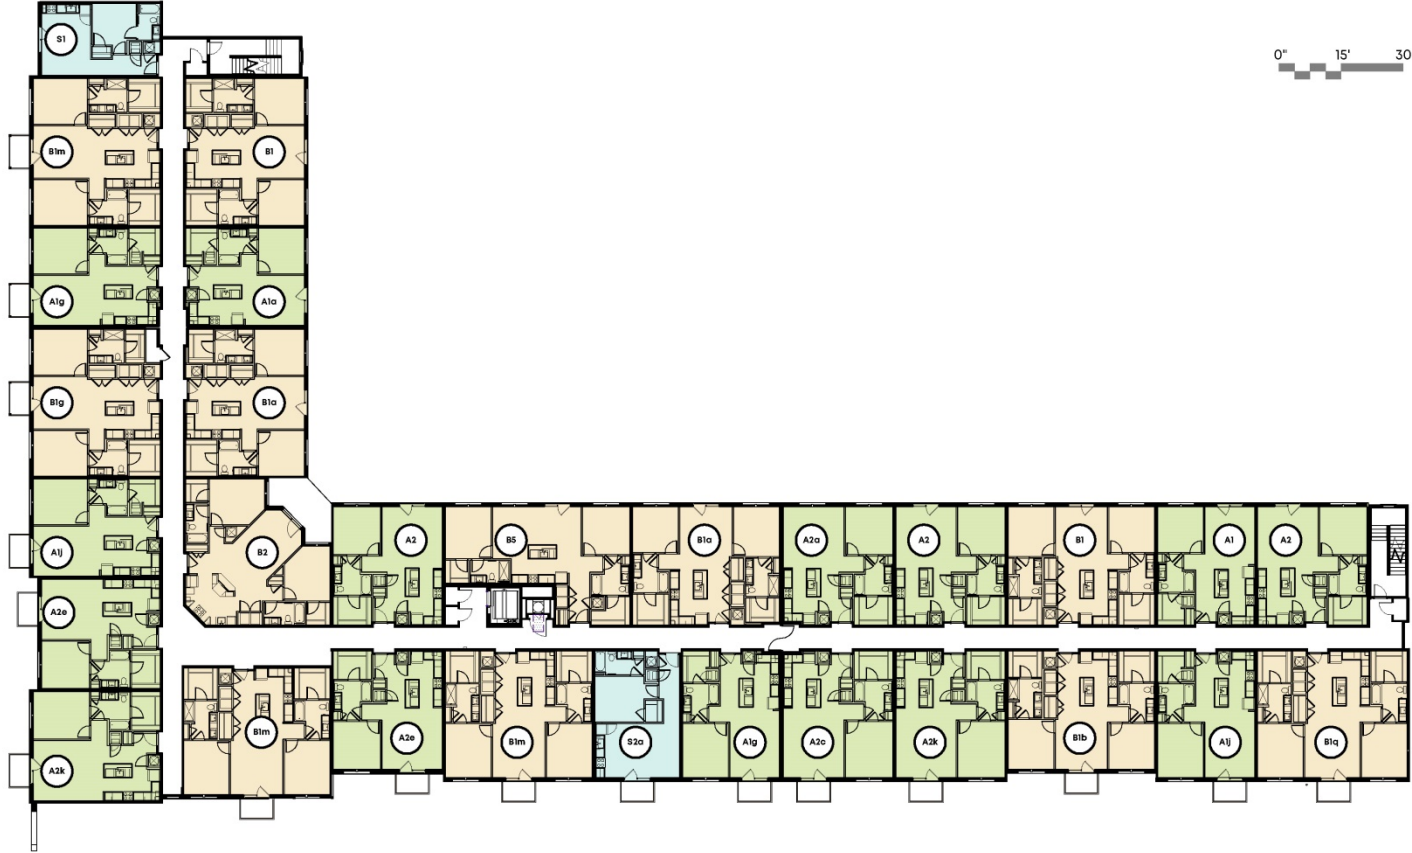 S1
0" 15' 30
B1m B1
A1g A1a
B1g B1a
A1j B2 A2 B5 B1a A2a A2 B1 A1 A2
A2e
B1m A2e B1m S2a A1g A2c A2k B1b A1j B1q
A2k